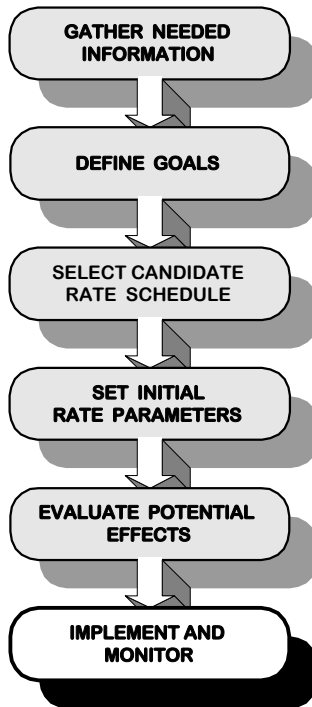 GATHER NEEDED
INFORMATION
DEFINE GOALS
SELECT CANDIDATE
RATE SCHEDULE
SET INITIAL
RATE PARAMETERS
EVALUATE POTENTIAL
EFFECTS
IMPLEMENT AND
MONITOR